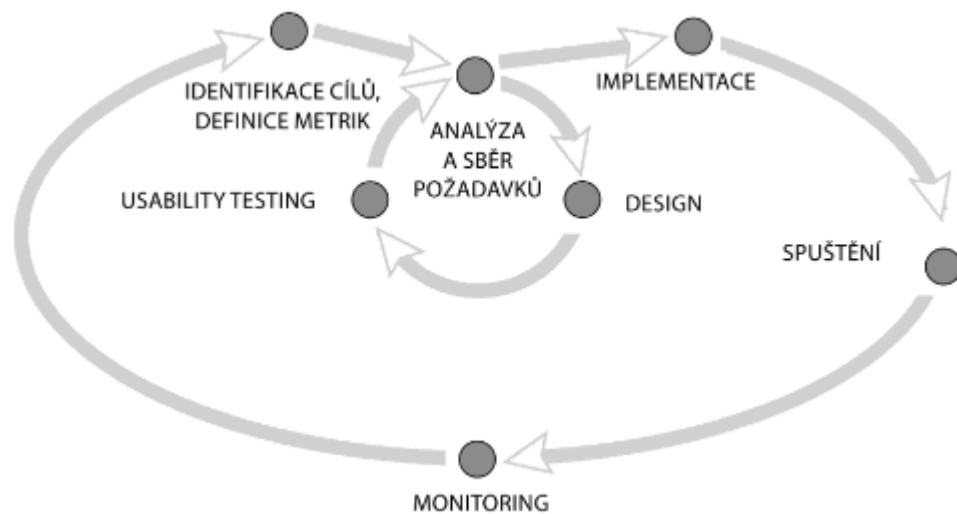 IDENTIFIKACE CÍLŮ,
DEFINICE METRIK
IMPLEMENTACE
ANALÝZA
A SBĚR
POŽADAVKŮ
USABILITY TESTING
DESIGN
SPUŠTĚNÍ
MONITORING